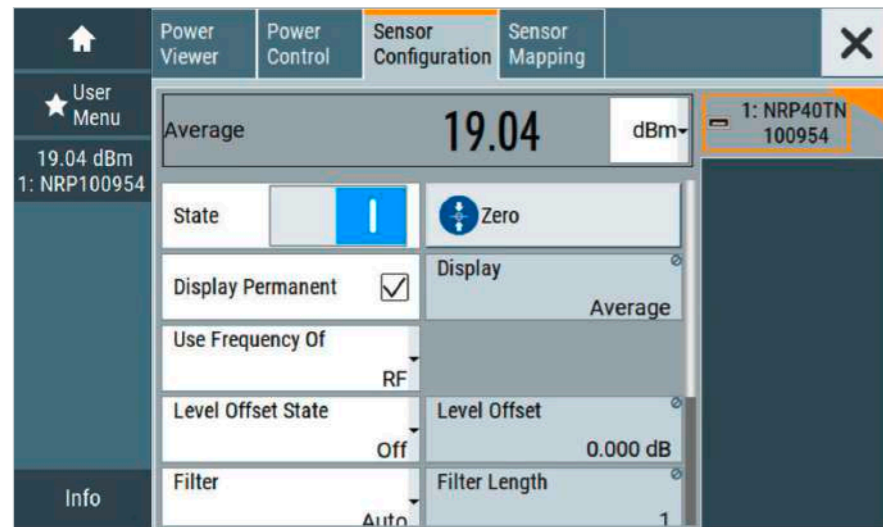 Power Viewer
Power Control
Sensor Configuration
Sensor Mapping
User Menu
19.04 dBm
1: NRP100954
Info
Average
19.04
dBm
1: NRP40TN
100954
State
Zero
Display Permanent
Display
Average
Use Frequency Of
RF
Level Offset State
Off
Level Offset
0.000 dB
Filter
Auto
Filter Length
1